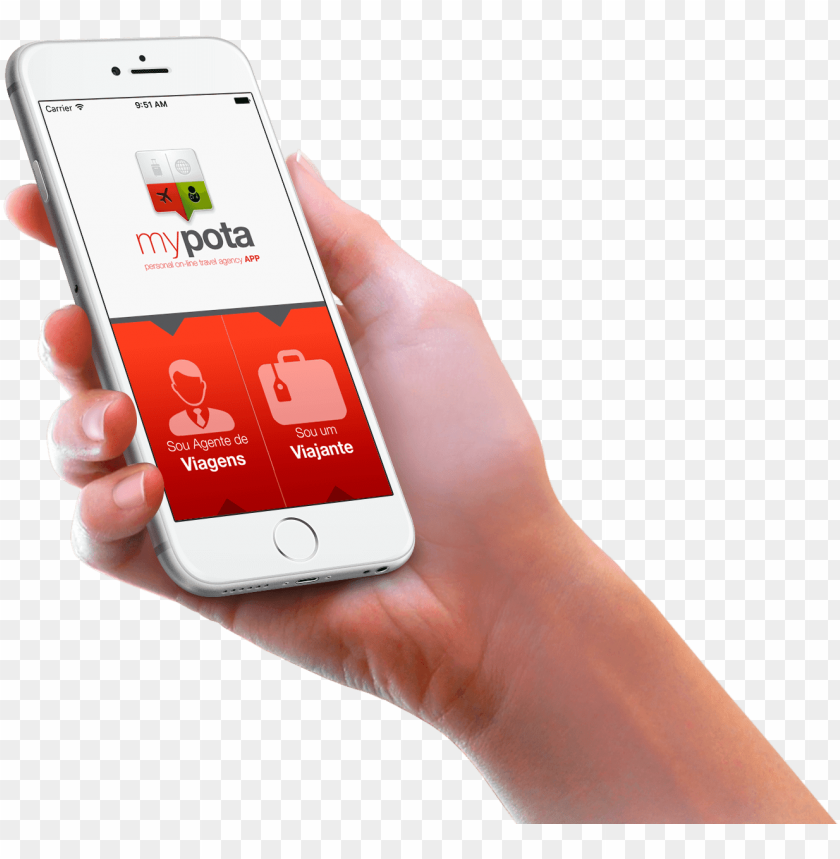 Carrier 9:51 AM
mypota
personal on-line travel agency APP
Sou Agente de
Viagens
Sou um
Viajante